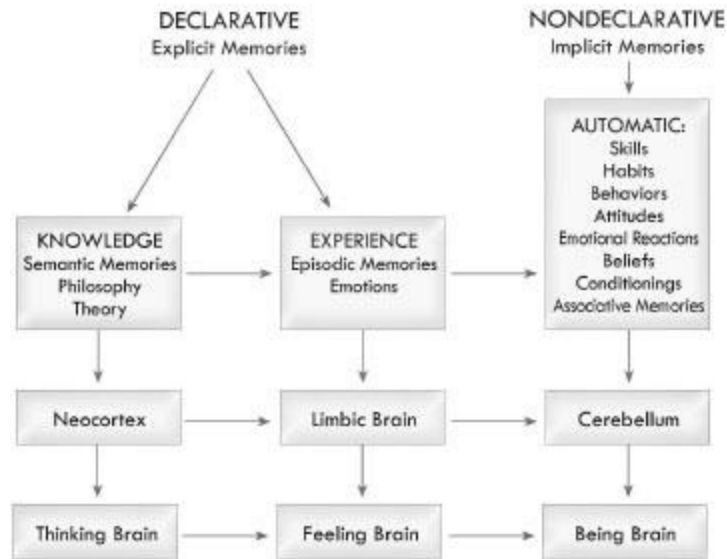 DECLARATIVE
Explicit Memories
NONDECLARATIVE
Implicit Memories
KNOWLEDGE
Semantic Memories
Philosophy
Theory
EXPERIENCE
Episodic Memories
Emotions
AUTOMATIC:
Skills
Habits
Behaviors
Attitudes
Emotional Reactions
Beliefs
Conditionings
Associative Memories
Neocortex
Limbic Brain
Cerebellum
Thinking Brain
Feeling Brain
Being Brain